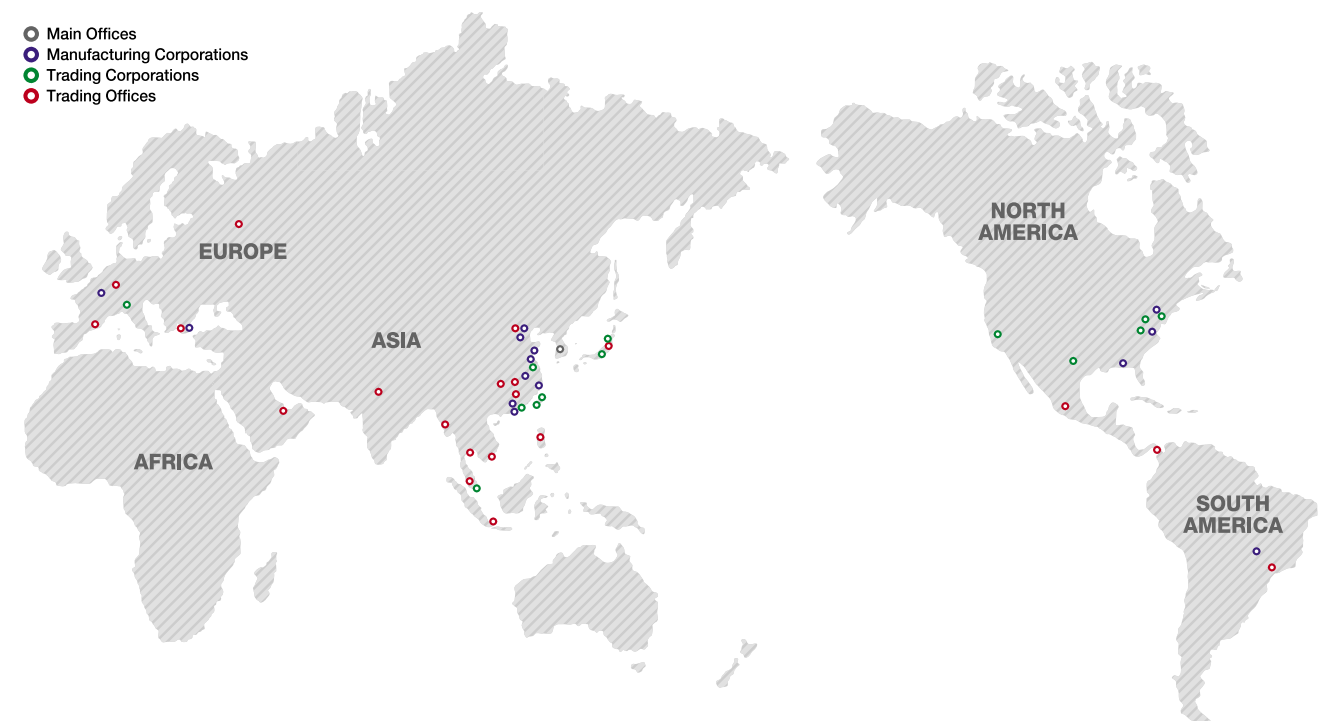 Main Offices
Manufacturing Corporations
Trading Corporations
Trading Offices
NORTH
AMERICA
EUROPE
ASIA
AFRICA
SOUTH
AMERICA